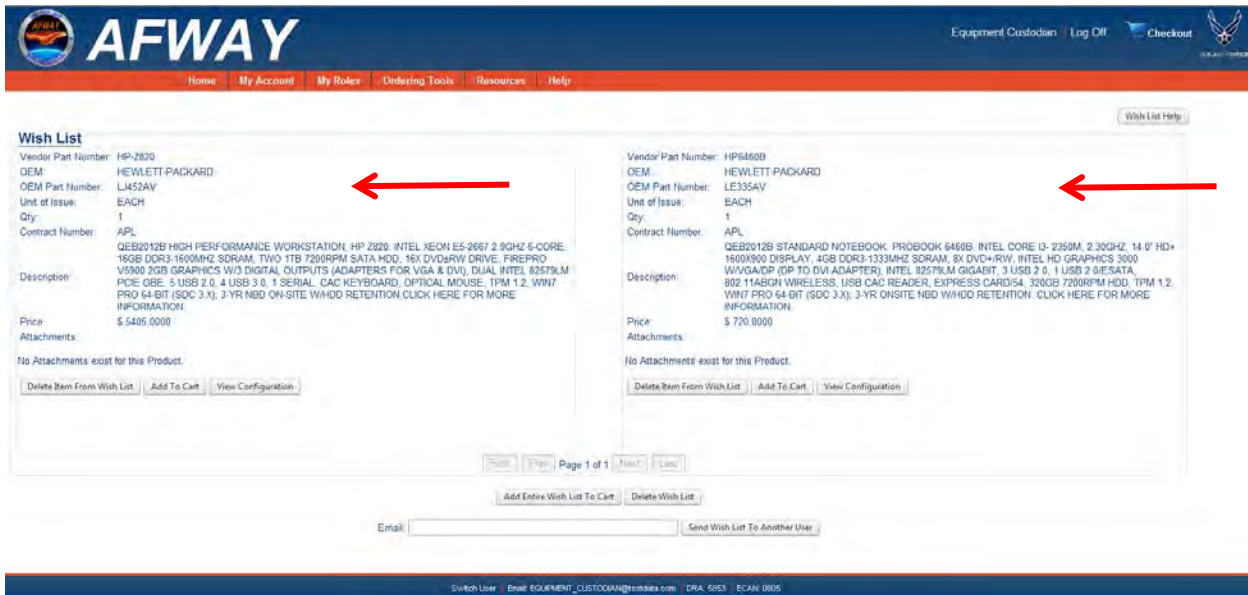 AFWAY
AFWAY
Equipment Custodian Log Off Checkout
Home My Account My Roles Ordering Tools Resources Help
Wish List Help
Wish List
Vendor Part Number: HP-Z820
OEM: HEWLETT-PACKARD
OEM Part Number: LJ452AV
Unit of Issue: EACH
Qty: 1
Contract Number: APL
Description: QEB2012B HIGH PERFORMANCE WORKSTATION, HP Z820: INTEL XEON E5-2667 2.9GHZ 6-CORE,
16GB DDR3-1600MHZ SDRAM, TWO 1TB 7200RPM SATA HDD, 16X DVD±RW DRIVE, FIREPRO
V5900 2GB GRAPHICS W/3 DIGITAL OUTPUTS (ADAPTERS FOR VGA & DVI), DUAL INTEL 82579LM
PCIE GBE, 5 USB 2.0, 4 USB 3.0, 1 SERIAL, CAC KEYBOARD, OPTICAL MOUSE, TPM 1.2, WIN7
PRO 64-BIT (SDC 3.X); 3-YR NBD ON-SITE W/HDD RETENTION.CLICK HERE FOR MORE
INFORMATION.
Price: $ 5405.0000
Attachments:
No Attachments exist for this Product.
Delete Item From Wish List Add To Cart View Configuration
Vendor Part Number: HP6460B
OEM: HEWLETT-PACKARD
OEM Part Number: LE335AV
Unit of Issue: EACH
Qty: 1
Contract Number: APL
Description: QEB2012B STANDARD NOTEBOOK. PROBOOK 6460B. INTEL CORE I3- 2350M, 2.30GHZ, 14.0" HD+
1600X900 DISPLAY, 4GB DDR3-1333MHZ SDRAM, 8X DVD+/RW, INTEL HD GRAPHICS 3000
W/VGA/DP (DP TO DVI ADAPTER), INTEL 82579LM GIGABIT, 3 USB 2.0, 1 USB 2.0/ESATA,
802.11ABGN WIRELESS, USB CAC READER, EXPRESS CARD/54, 320GB 7200RPM HDD, TPM 1.2,
WIN7 PRO 64-BIT (SDC 3.X); 3-YR ONSITE NBD W/HDD RETENTION. CLICK HERE FOR MORE
INFORMATION.
Price: $ 720.0000
Attachments:
No Attachments exist for this Product.
Delete Item From Wish List Add To Cart View Configuration
First Prev Page 1 of 1 Next Last
Add Entire Wish List To Cart Delete Wish List
Email: Send Wish List To Another User
Switch User Email: EQUIPMENT_CUSTODIAN@testdata.com DRA: 5853 ECAN: 0605